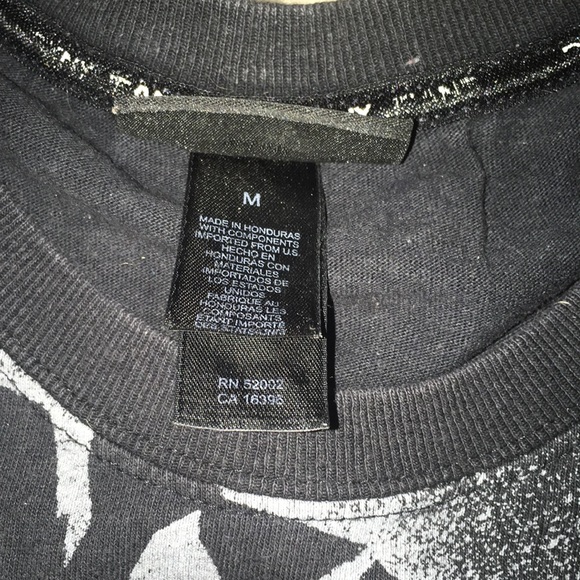 M
MADE IN HONDURAS
WITH COMPONENTS
IMPORTED FROM U.S.
HECHO EN
HONDURAS CON
MATERIALES
IMPORTADOS DE
LOS ESTADOS
UNIDOS
FABRIQUE AU
HONDURAS LES
COMPOSANTS
ETANT IMPORTE
RN 52002
CA 16395